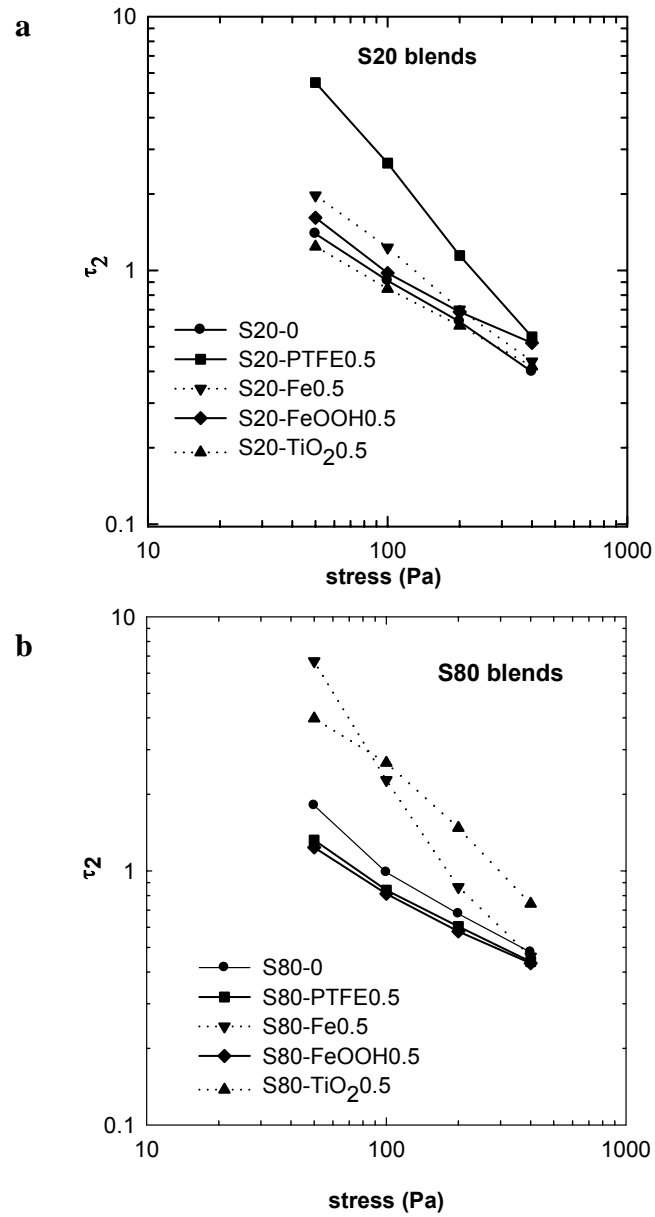 a
10
S20 blends
τ2
1
S20-0
S20-PTFE0.5
S20-Fe0.5
S20-FeOOH0.5
S20-TiO20.5
0.1
10 100 1000
stress (Pa)
b
10
S80 blends
τ2
1
S80-0
S80-PTFE0.5
S80-Fe0.5
S80-FeOOH0.5
S80-TiO20.5
0.1
10 100 1000
stress (Pa)